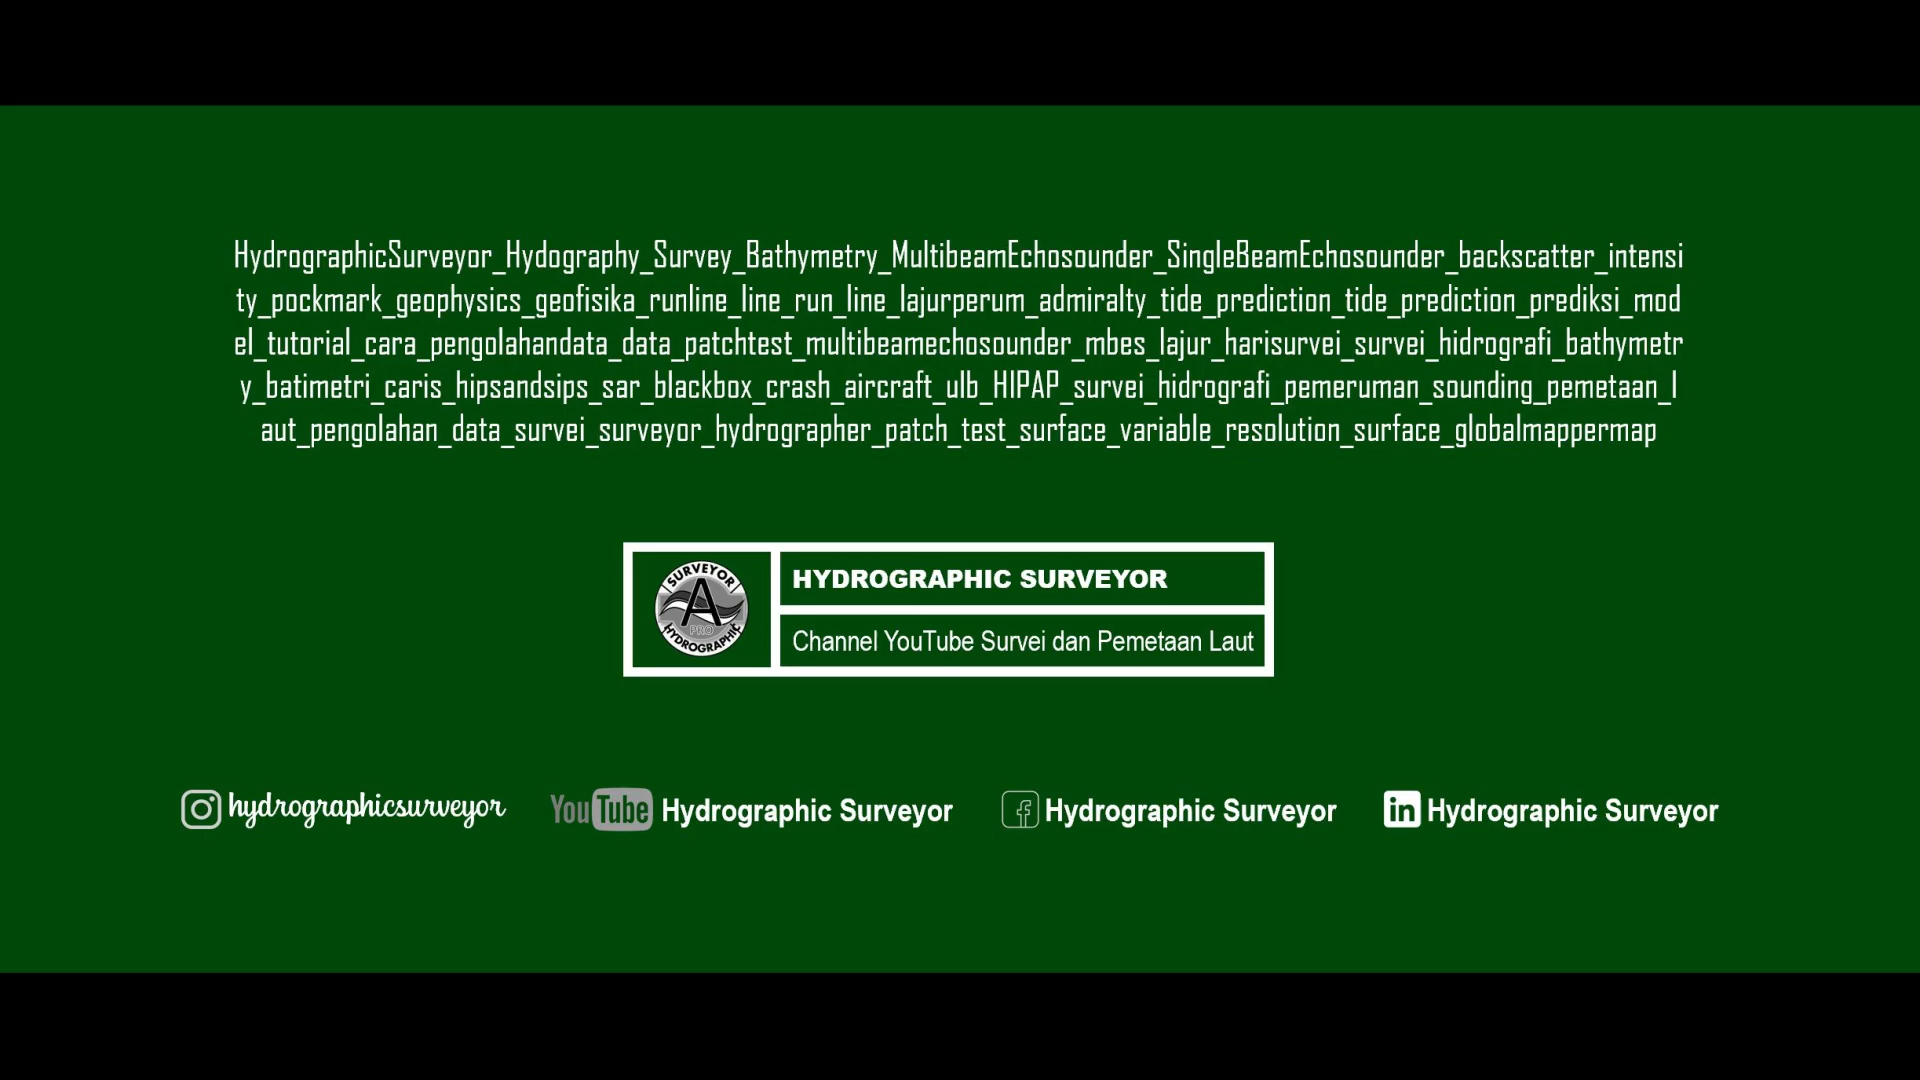 HydrographicSurveyor_Hydography_Survey_Bathymetry_MultibeamEchosounder_SingleBeamEchosounder_backscatter_intensi
ty_pockmark_geophysics_geofisika_runline_line_run_line_lajurperum_admiralty_tide_prediction_tide_prediction_prediksi_mod
el_tutorial_cara_pengolahandata_data_patchtest_multibeamechosounder_mbes_lajur_harisurvei_survei_hidrografi_bathymetr
y_batimetri_caris_hipsandsips_sar_blackbox_crash_aircraft_ulb_HIPAP_survei_hidrografi_pemeruman_sounding_pemetaan_l
aut_pengolahan_data_survei_surveyor_hydrographer_patch_test_surface_variable_resolution_surface_globalmappermap
SURVEYOR
A
PRO
HYDROGRAPHIC
HYDROGRAPHIC SURVEYOR
Channel YouTube Survei dan Pemetaan Laut
hydrographicsurveyor
YouTube Hydrographic Surveyor
f Hydrographic Surveyor
in Hydrographic Surveyor